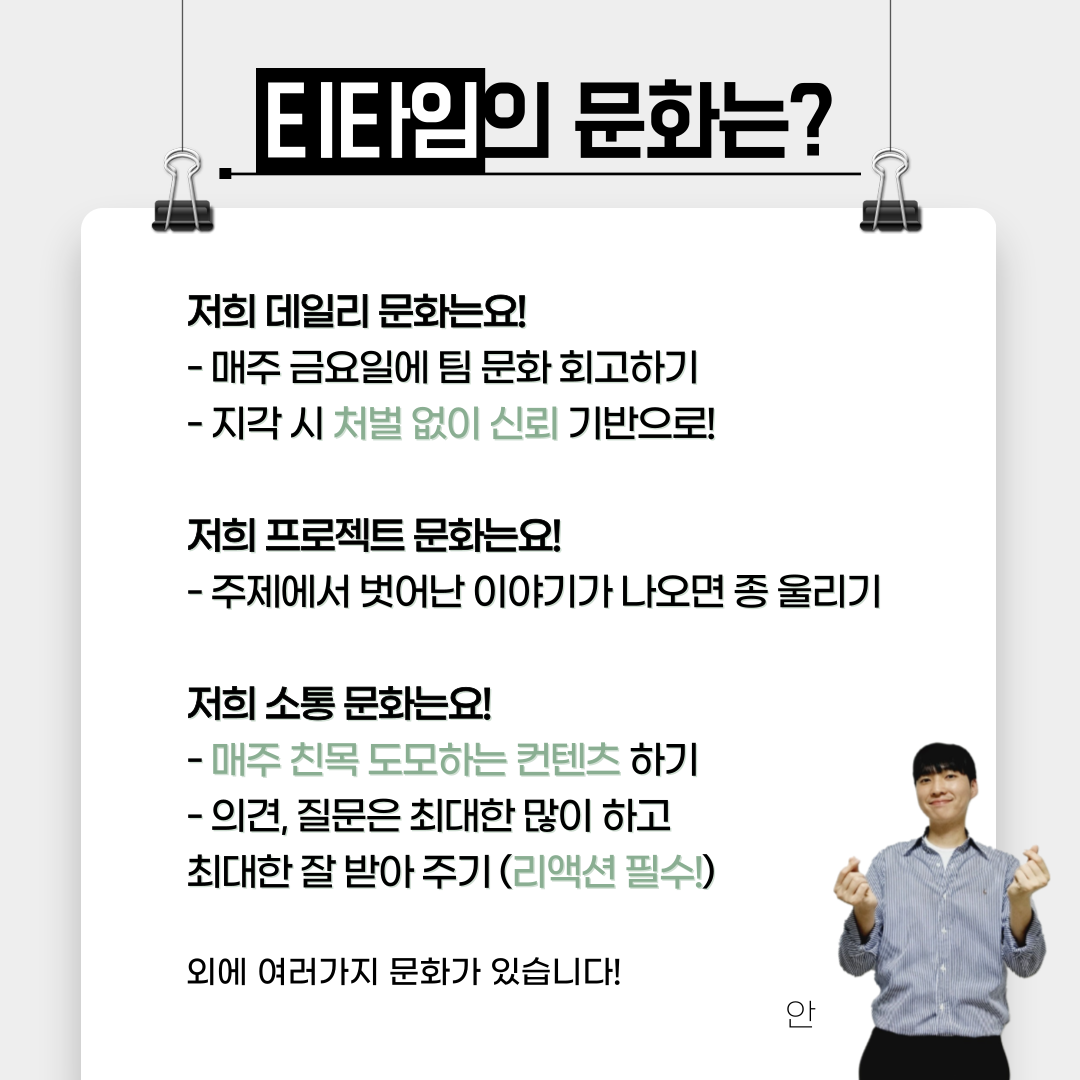 티타임의 문화는?
저희 데일리 문화는요!
- 매주 금요일에 팀 문화 회고하기
- 지각 시 처벌 없이 신뢰 기반으로!
저희 프로젝트 문화는요!
- 주제에서 벗어난 이야기가 나오면 종 울리기
저희 소통 문화는요!
- 매주 친목 도모하는 컨텐츠 하기
- 의견, 질문은 최대한 많이 하고
최대한 잘 받아 주기 (리액션 필수!)
외에 여러가지 문화가 있습니다!
안